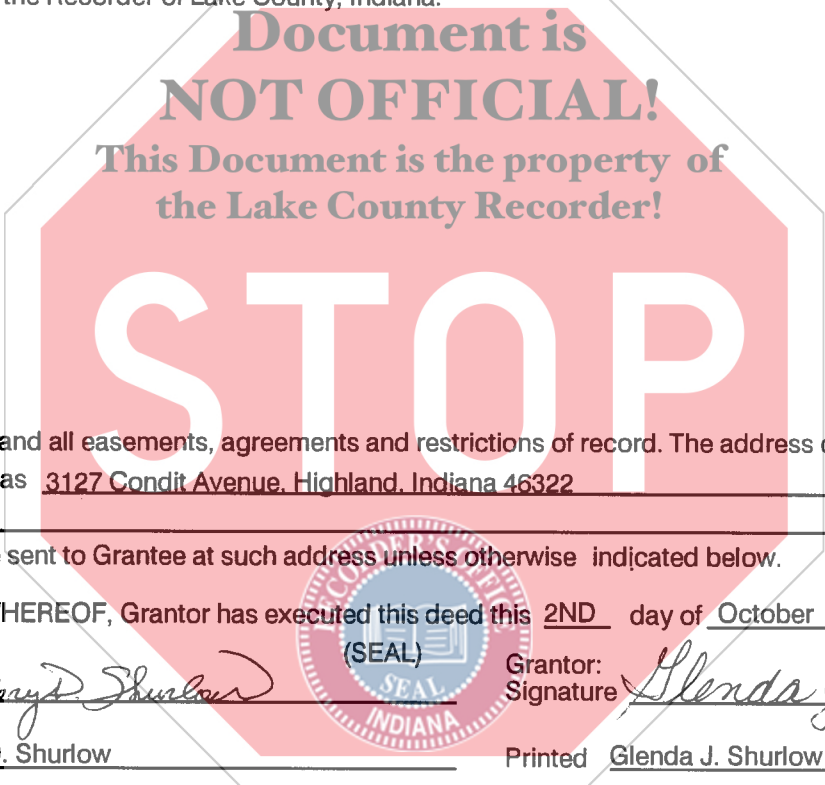 the Recorder of Lake County, Indiana.
Document is
NOT OFFICIAL!
This Document is the property of
the Lake County Recorder!
STOP
and all easements, agreements and restrictions of record. The address
as 3127 Condit Avenue, Highland, Indiana 46322
sent to Grantee at such address unless otherwise indicated below.
HEREOF, Grantor has executed this deed this 2ND day of October
(SEAL)
Grantor:
Shurlow
Signature Glenda
. Shurlow
Printed Glenda J. Shurlow
RECORDER'S OFFIC
SEAL
INDIANA